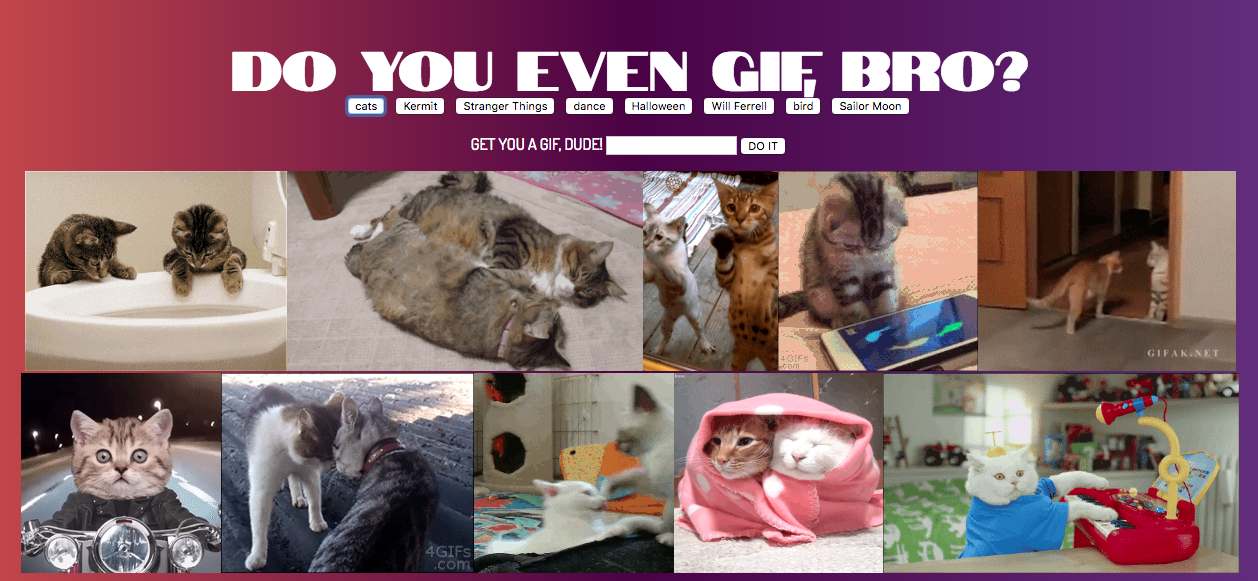 DO YOU EVEN GIF, BRO?
cats Kermit Stranger Things dance Halloween Will Ferrell bird Sailor Moon
GET YOU A GIF, DUDE! DO IT
4GIFs
.com
GIFAK.NET
4GIFs
.com